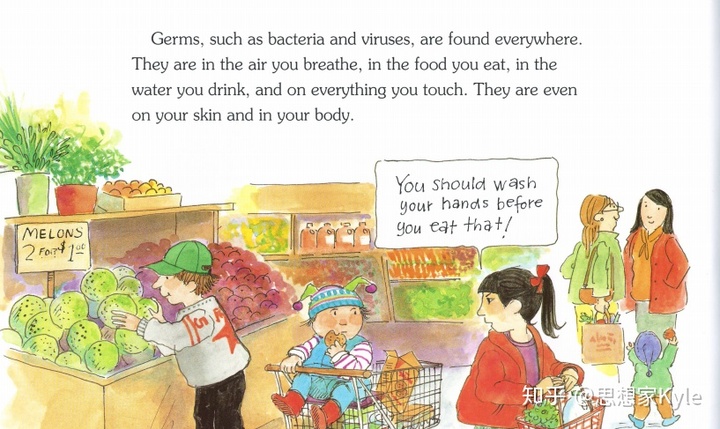 Germs, such as bacteria and viruses, are found everywhere.
They are in the air you breathe, in the food you eat, in the
water you drink, and on everything you touch. They are even
on your skin and in your body.
You should wash
your hands before
you eat that!
MELONS
2 FOR $1.00
知乎 @思想家Kyle